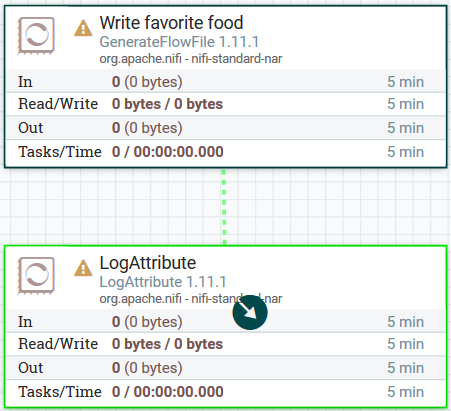 Write favorite food
GenerateFlowFile 1.11.1
org.apache.nifi - nifi-standard-nar
In 0 (0 bytes) 5 min
Read/Write 0 bytes / 0 bytes 5 min
Out 0 (0 bytes) 5 min
Tasks/Time 0 / 00:00:00.000 5 min
LogAttribute
LogAttribute 1.11.1
org.apache.nifi - nifi-standard-nar
In 0 (0 bytes) 5 min
Read/Write 0 bytes / 0 bytes 5 min
Out 0 (0 bytes) 5 min
Tasks/Time 0 / 00:00:00.000 5 min